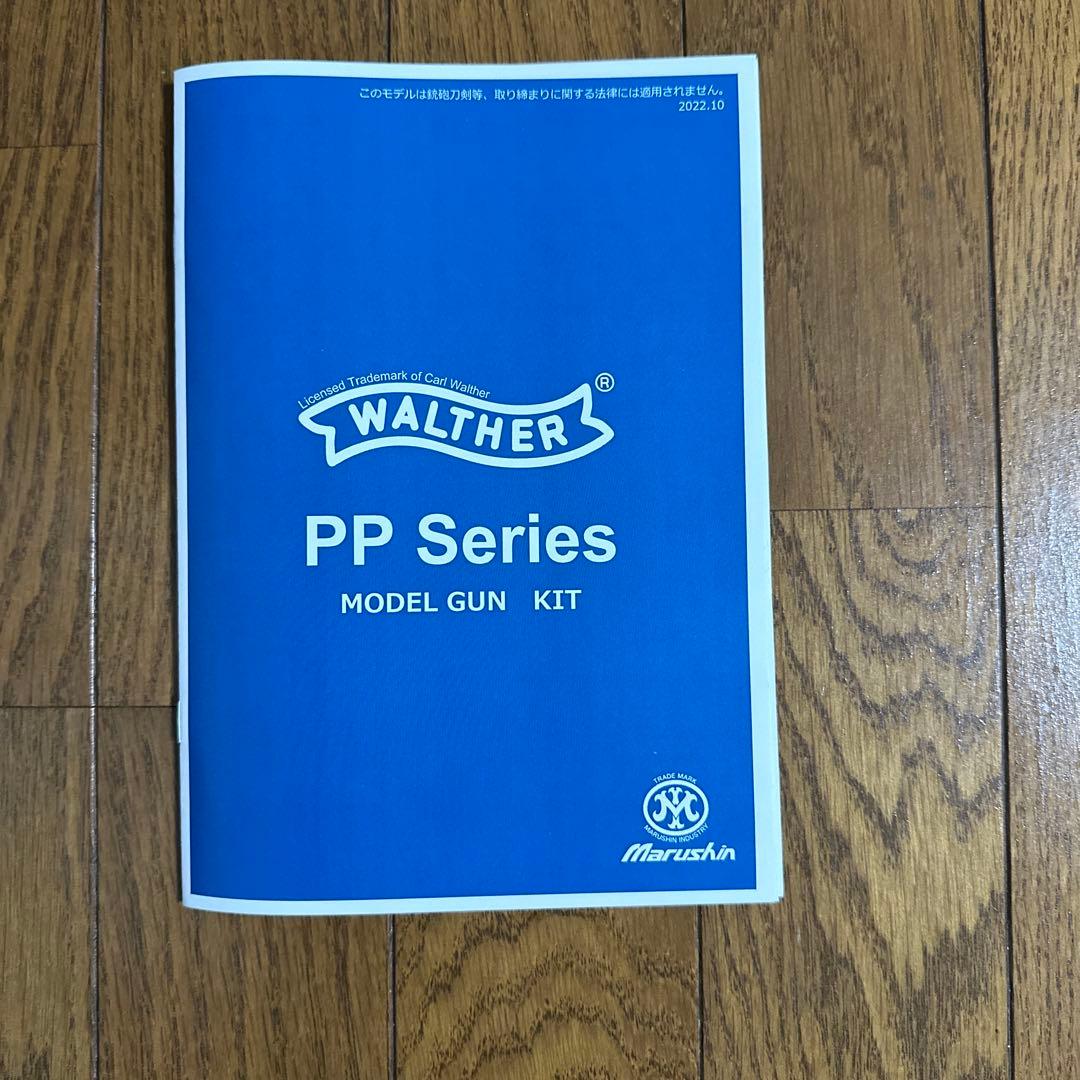 このモデルは銃砲刀剣等、取り締まりに関する法律には適用されません。
2022.10
Licensed Trademark of Carl Walther
WALTHER ®
PP Series
MODEL GUN KIT
TRADE MARK
MARUSHIN INDUSTRY
Marushin